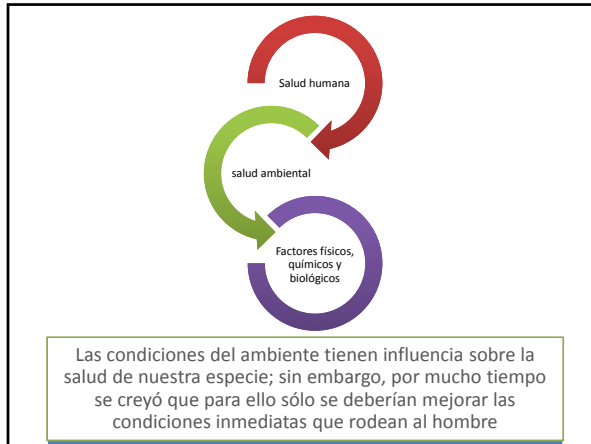 Salud humana
salud ambiental
Factores físicos,
químicos y
biológicos
Las condiciones del ambiente tienen influencia sobre la
salud de nuestra especie; sin embargo, por mucho tiempo
se creyó que para ello sólo se deberían mejorar las
condiciones inmediatas que rodean al hombre